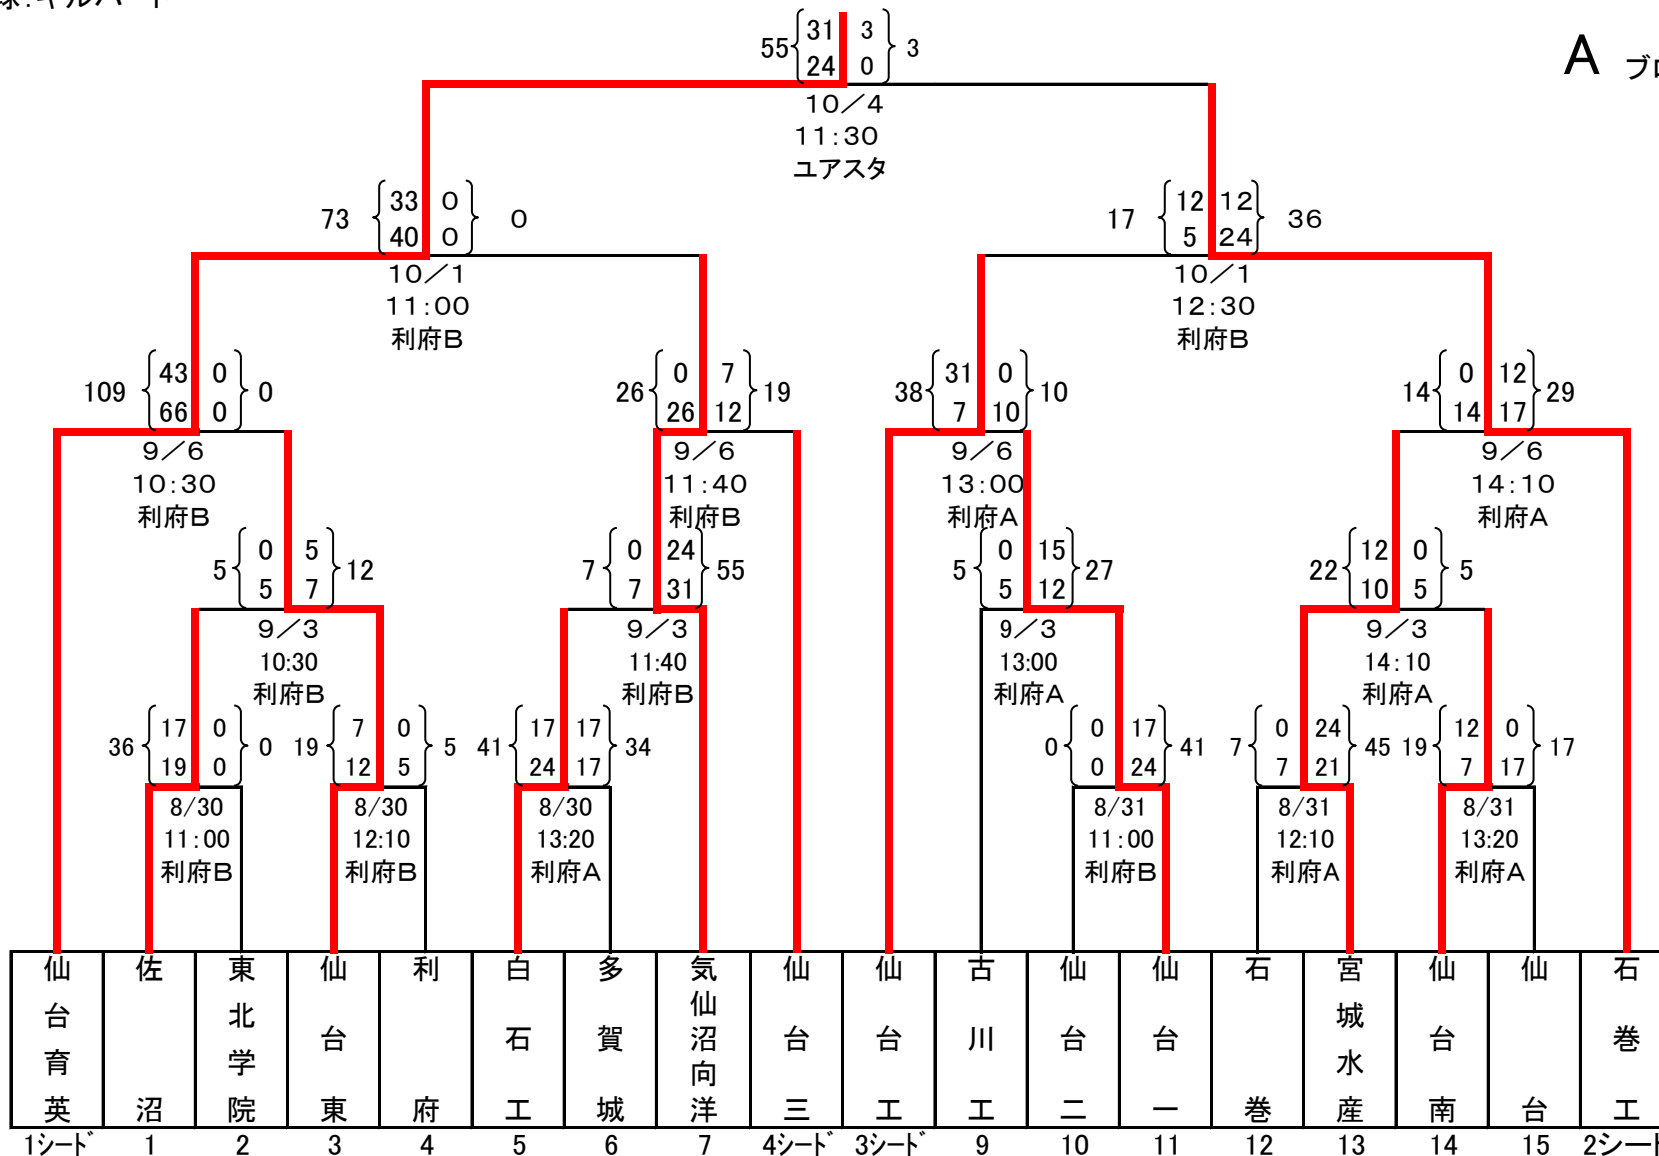 球:ギルバート
A ブロ
55 31 3 3
24 0
10／4
11:30
ユアスタ
73 33 0 0
40 0
10／1
11:00
利府B
17 12 12 36
5 24
10／1
12:30
利府B
109 43 0 0
66 0
9／6
10:30
利府B
26 0 7 19
26 12
9／6
11:40
利府B
38 31 0 10
7 10
9／6
13:00
利府A
14 0 12 29
14 17
9／6
14:10
利府A
5 0 5 12
5 7
9／3
10:30
利府B
7 0 24 55
7 31
9／3
11:40
利府B
5 0 15 27
5 12
9／3
13:00
利府A
22 12 0 5
10 5
9／3
14:10
利府A
36 17 0 0
19 0
8/30
11:00
利府B
19 7 0 5
12 5
8/30
12:10
利府B
41 17 17 34
24 17
8/30
13:20
利府A
0 0 17 41
0 24
8/31
11:00
利府B
7 0 24 45
7 21
8/31
12:10
利府A
19 12 0 17
7 17
8/31
13:20
利府A
仙台育英
佐沼
東北学院
仙台東
利府
白石工
多賀城
気仙沼向洋
仙台三
仙台工
古川工
仙台二
仙台一
石巻
宮城水産
仙台南
仙台
石巻工
1シード 1 2 3 4 5 6 7 4シード 3シード 9 10 11 12 13 14 15 2シード